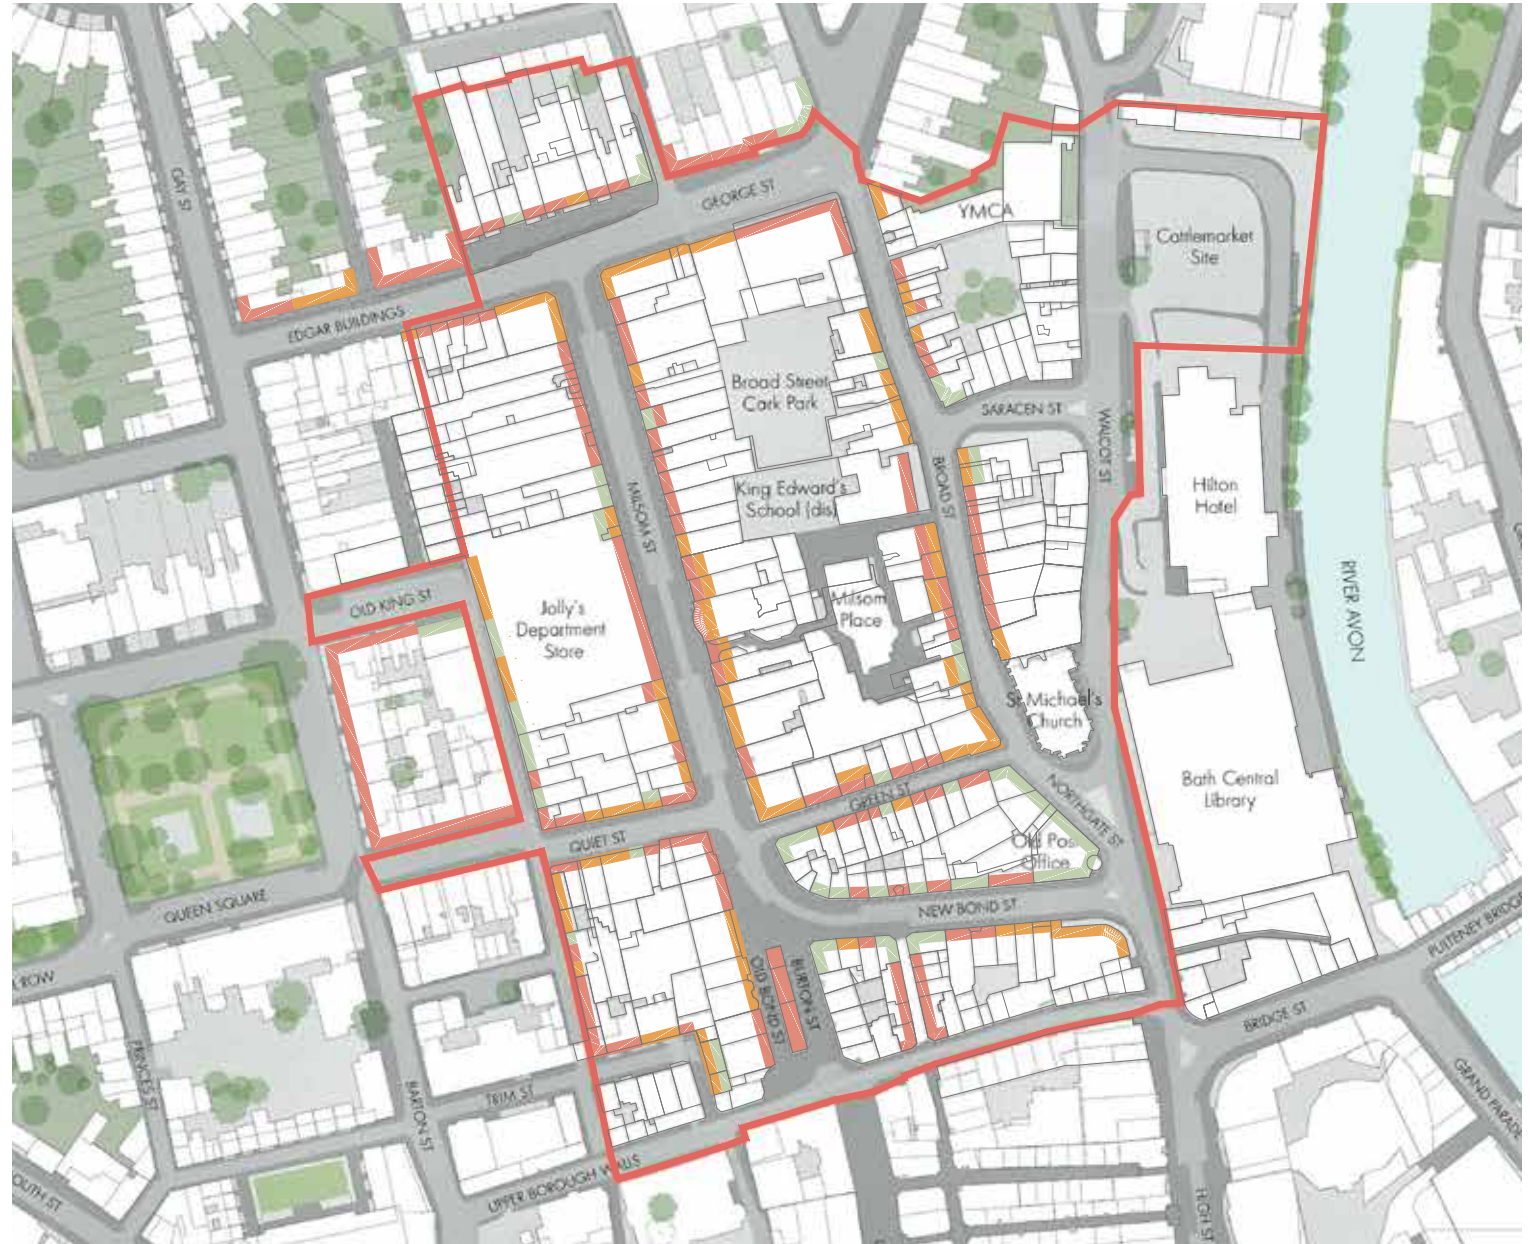 GAY ST
GEORGE ST
YMCA
Cattlemarket
Site
EDGAR BUILDINGS
Broad Street
Cark Park
SARACEN ST
WALCOT ST
MILSOM ST
BROAD ST
King Edward's
School (dis)
Hilton
Hotel
RIVER AVON
OLD KING ST
Jolly's
Department
Store
Milsom
Place
St Michael's
Church
Bath Central
Library
GREEN ST
NORTHGATE ST
QUIET ST
Old Pos
Office
QUEEN SQUARE
NEW BOND ST
PULTENEY BRIDGE
ROW
OLD BOND ST
BURTON ST
BRIDGE ST
PRINCES ST
BARTON ST
TRIM ST
GRAND PARADE
UPPER BOROUGH WALLS
OUTH ST
HIGH ST